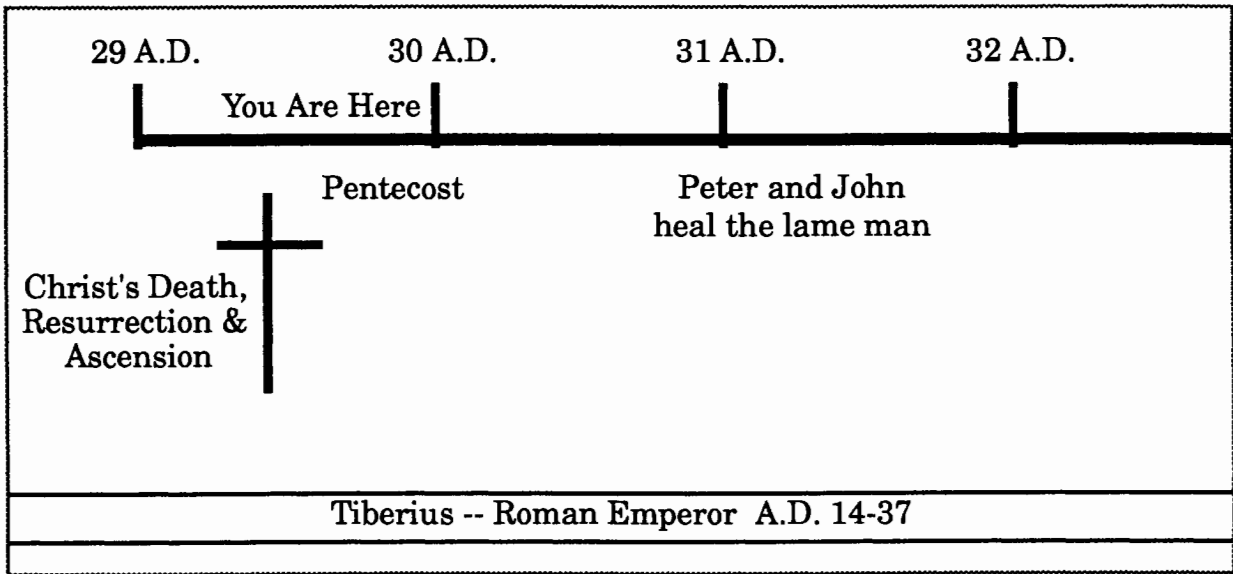 29 A.D. 30 A.D. 31 A.D. 32 A.D.
You Are Here
Pentecost
Peter and John
heal the lame man
Christ's Death,
Resurrection &
Ascension
Tiberius -- Roman Emperor A.D. 14-37